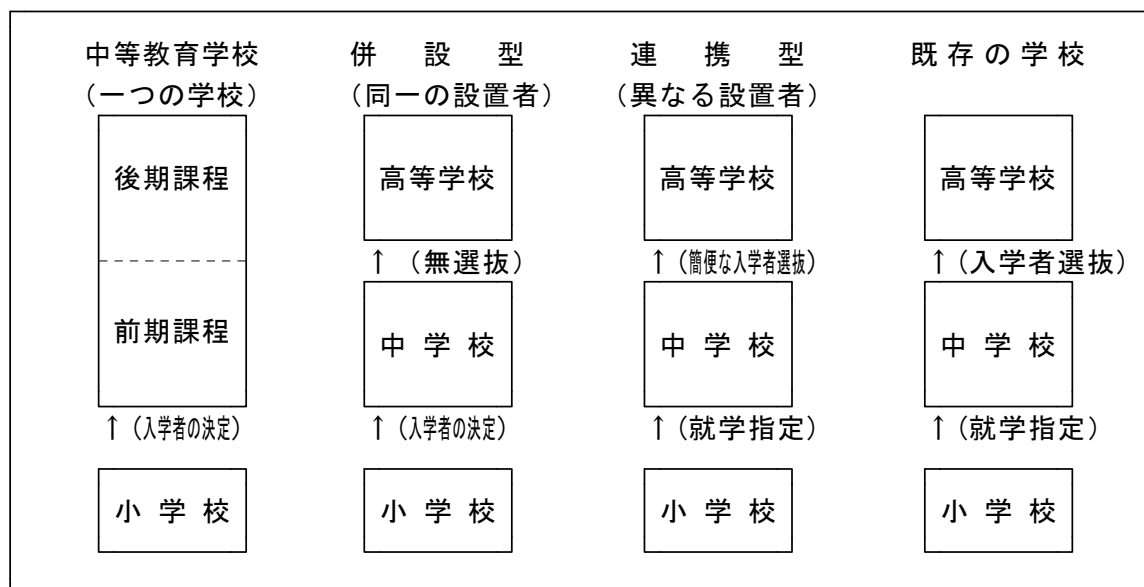 中等教育学校
(一つの学校)
後期課程
前期課程
↑(入学者の決定)
小学校
併設型
(同一の設置者)
高等学校
↑(無選抜)
中学校
↑(入学者の決定)
小学校
連携型
(異なる設置者)
高等学校
↑(簡便な入学者選抜)
中学校
↑(就学指定)
小学校
既存の学校
高等学校
↑(入学者選抜)
中学校
↑(就学指定)
小学校